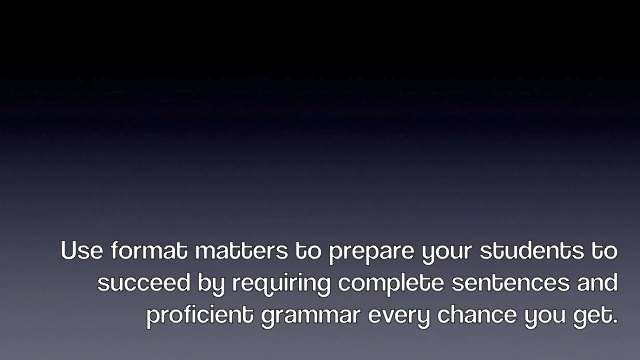 Use format matters to prepare your students to
succeed by requiring complete sentences and
proficient grammar every chance you get.